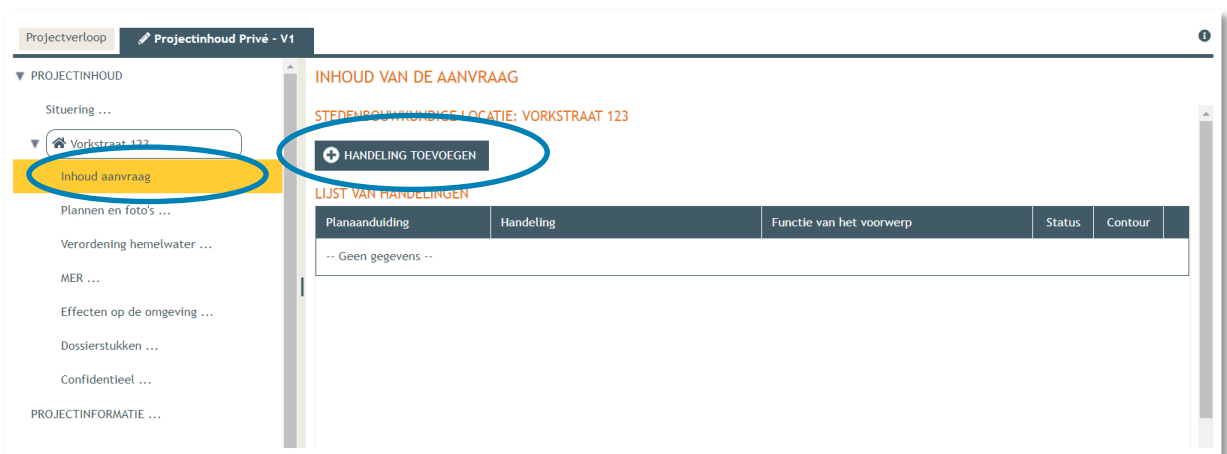 Projectverloop
Projectinhoud Privé - V1
PROJECTINHOUD
Situering ...
Vorkstraat 123
Inhoud aanvraag
Plannen en foto's ...
Verordening hemelwater ...
MER ...
Effecten op de omgeving ...
Dossierstukken ...
Confidentieel ...
PROJECTINFORMATIE ...
INHOUD VAN DE AANVRAAG
STEDENBOUWKUNDIGE LOCATIE: VORKSTRAAT 123
HANDELING TOEVOEGEN
LIJST VAN HANDELINGEN
Planaanduiding Handeling Functie van het voorwerp Status Contour
-- Geen gegevens --